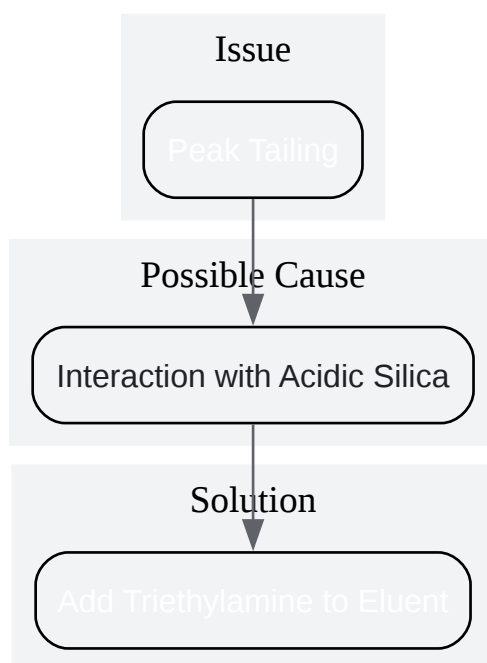 Issue
Peak Tailing
Possible Cause
Interaction with Acidic Silica
Solution
Add Triethylamine to Eluent